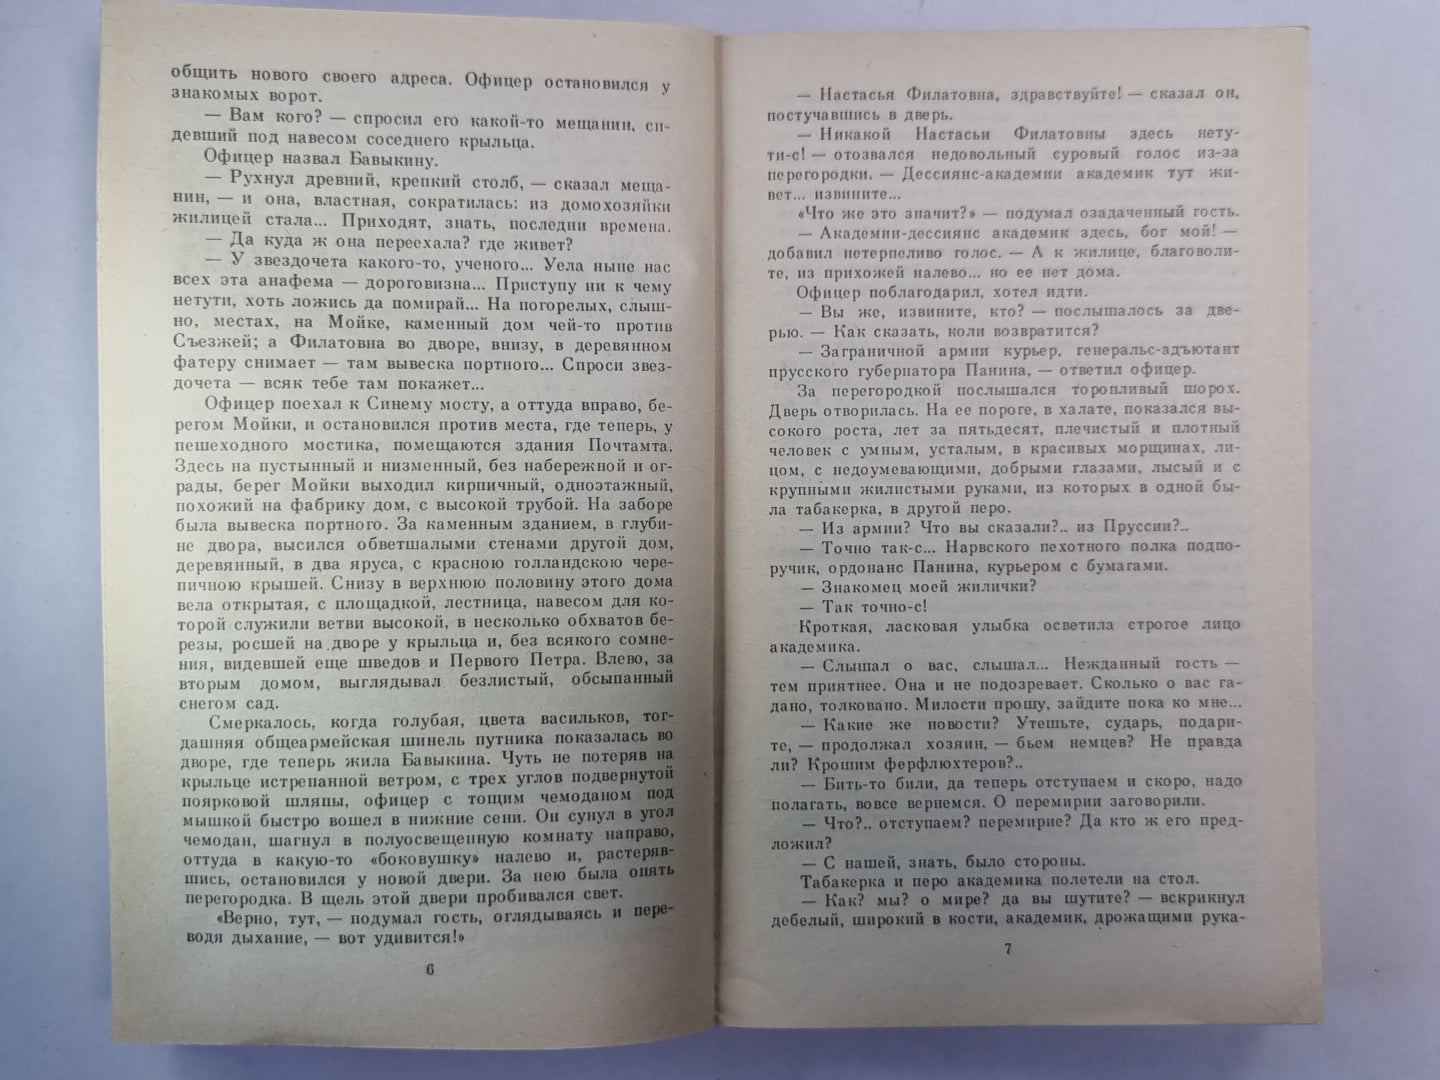 общить нового своего адреса. Офицер остановился у
знакомых ворот.
— Вам кого? — спросил его какой-то мещанин, си-
девший под навесом соседнего крыльца.
Офицер назвал Бавыкину.
— Рухнул древний, крепкий столб, — сказал меща-
нин, — и она, властная, сократилась: из домохозяйки
жилицей стала... Приходят, знать, последни времена.
— Да куда ж она переехала? где живет?
— У звездочета какого-то, ученого... Уела ныне нас
всех эта анафема — дороговизна... Приступу ни к чему
нетути, хоть ложись да помирай... На погорелых, слыш-
но, местах, на Мойке, каменный дом чей-то против
Съезжей; а Филатовна во дворе, внизу, в деревянном
фатеру снимает — там вывеска портного... Спроси звез-
дочета — всяк тебе там покажет...
Офицер поехал к Синему мосту, а оттуда вправо, бе-
регом Мойки, и остановился против места, где теперь, у
пешеходного мостика, помещаются здания Почтамта.
Здесь на пустынный и низменный, без набережной и ог-
рады, берег Мойки выходил кирпичный, одноэтажный,
похожий на фабрику дом, с высокой трубой. На заборе
была вывеска портного. За каменным зданием, в глуби-
не двора, высился обветшалыми стенами другой дом,
деревянный, в два яруса, с красною голландскою чере-
пичною крышей. Снизу в верхнюю половину этого дома
вела открытая, с площадкой, лестница, навесом для ко-
торой служили ветви высокой, в несколько обхватов бе-
резы, росшей на дворе у крыльца и, без всякого сомне-
ния, видевшей еще шведов и Первого Петра. Влево, за
вторым домом, выглядывал безлистый, обсыпанный
снегом сад.
Смеркалось, когда голубая, цвета васильков, тог-
дашняя общеармейская шинель путника показалась во
дворе, где теперь жила Бавыкина. Чуть не потеряв на
крыльце истрепанной ветром, с трех углов подвернутой
поярковой шляпы, офицер с тощим чемоданом под
мышкой быстро вошел в нижние сени. Он сунул в угол
чемодан, шагнул в полуосвещенную комнату направо,
оттуда в какую-то «боковушку» налево и, растеряв-
шись, остановился у новой двери. За нею была опять
перегородка. В щель этой двери пробивался свет.
«Верно, тут, — подумал гость, оглядываясь и пере-
водя дыхание, — вот удивится!»
6
— Настасья Филатовна, здравствуйте! — сказал он,
постучавшись в дверь.
— Никакой Настасьи Филатовны здесь нету-
ти-с! — отозвался недовольный суровый голос из-за
перегородки. — Дессиянс-академии академик тут жи-
вет... извините...
«Что же это значит?» — подумал озадаченный гость.
— Академии-дессиянс академик здесь, бог мой! —
добавил нетерпеливо голос. — А к жилице, благоволи-
те, из прихожей налево... но ее нет дома.
Офицер поблагодарил, хотел идти.
— Вы же, извините, кто? — послышалось за две-
рью. — Как сказать, коли возвратится?
— Заграничной армии курьер, генеральс-адъютант
прусского губернатора Панина, — ответил офицер.
За перегородкой послышался торопливый шорох.
Дверь отворилась. На ее пороге, в халате, показался вы-
сокого роста, лет за пятьдесят, плечистый и плотный
человек с умным, усталым, в красивых морщинах, ли-
цом, с недоумевающими, добрыми глазами, лысый и с
крупными жилистыми руками, из которых в одной бы-
ла табакерка, в другой перо.
— Из армии? Что вы сказали?.. из Пруссии?..
— Точно так-с... Нарвского пехотного полка подпо-
ручик, ордонанс Панина, курьером с бумагами.
— Знакомец моей жилички?
— Так точно-с!
Кроткая, ласковая улыбка осветила строгое лицо
академика.
— Слышал о вас, слышал... Нежданный гость —
тем приятнее. Она и не подозревает. Сколько о вас га-
дано, толковано. Милости прошу, зайдите пока ко мне...
— Какие же новости? Утешьте, сударь, подари-
те, — продолжал хозяин, — бьем немцев? Не правда
ли? Крошим ферфлюхтеров?..
— Бить-то били, да теперь отступаем и скоро, надо
полагать, вовсе вернемся. О перемирии заговорили.
— Что?.. отступаем? перемирие? Да кто ж его пред-
ложил?
— С нашей, знать, было стороны.
Табакерка и перо академика полетели на стол.
— Как? мы? о мире? да вы шутите? — вскрикнул
дебелый, широкий в кости, академик, дрожащими рука-
7